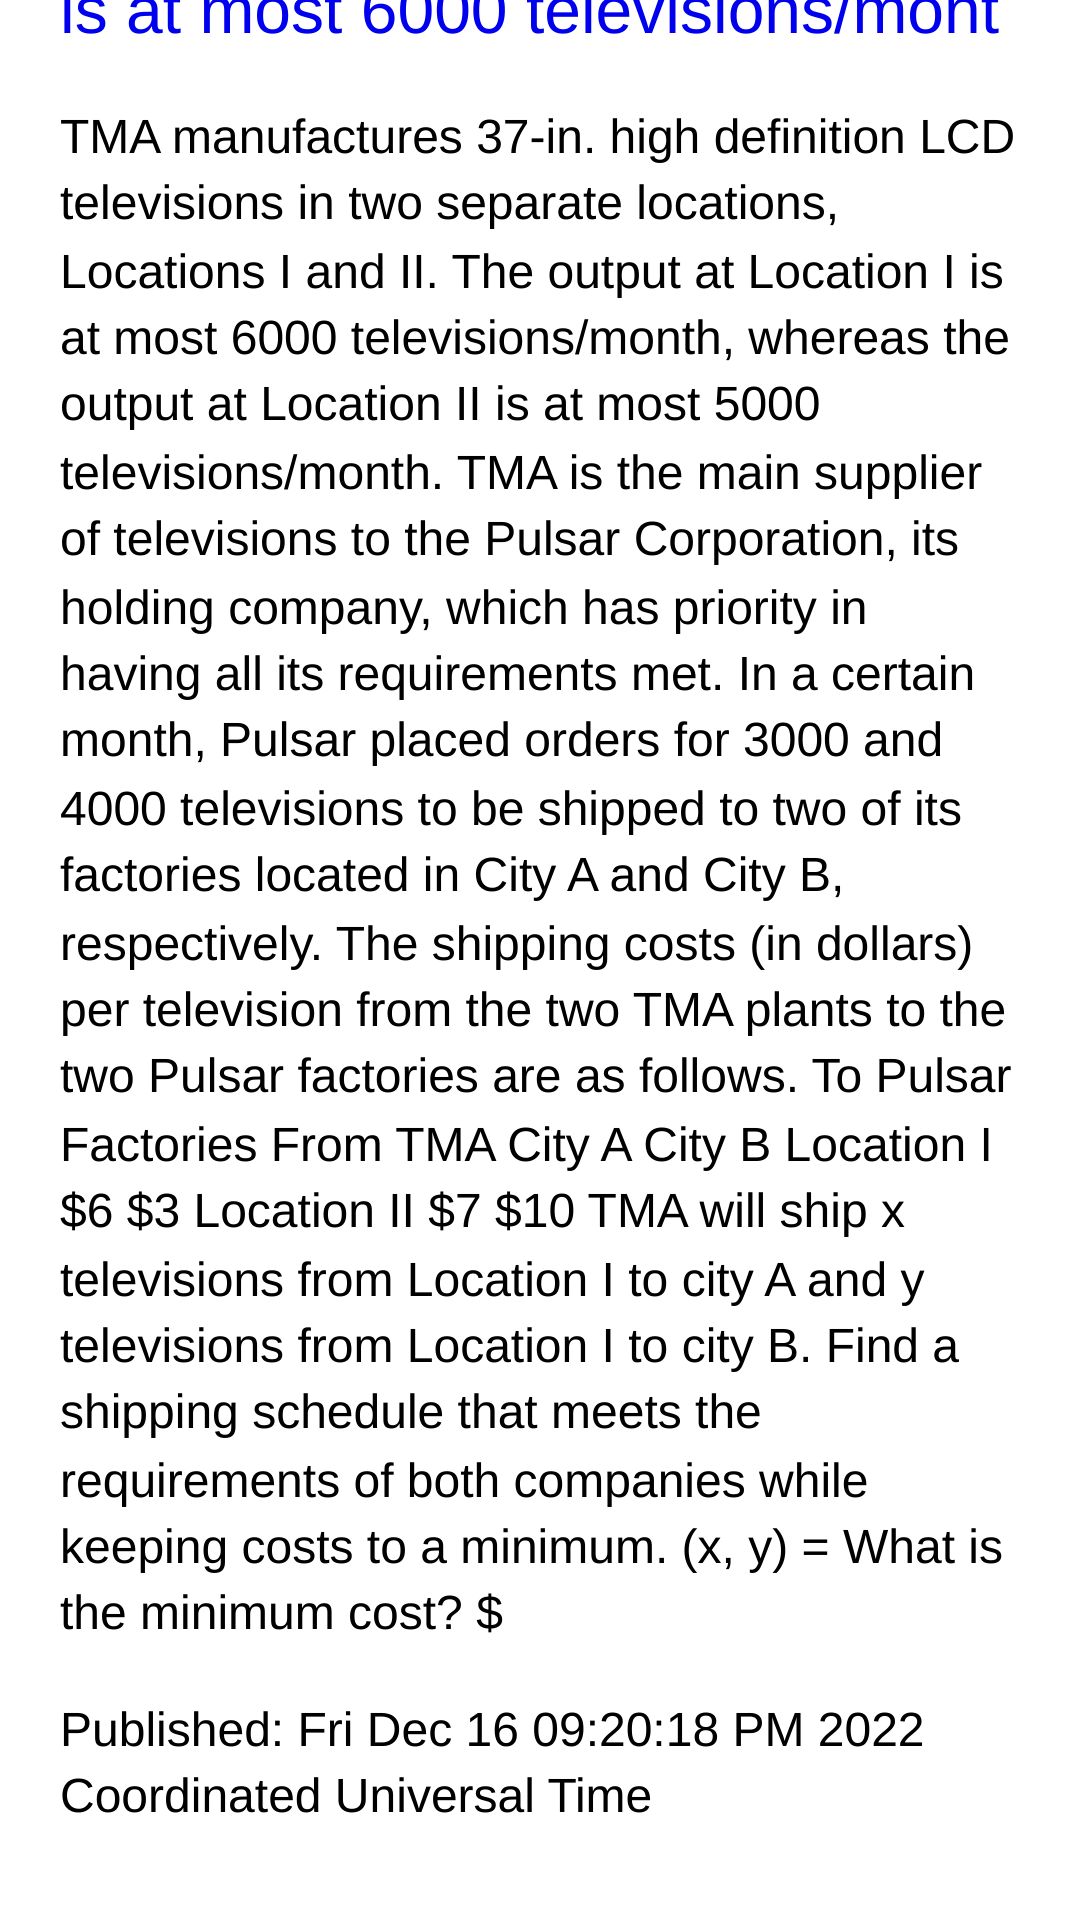 is at most 6000 televisions/mont
TMA manufactures 37-in. high definition LCD
televisions in two separate locations,
Locations I and II. The output at Location I is
at most 6000 televisions/month, whereas the
output at Location II is at most 5000
televisions/month. TMA is the main supplier
of televisions to the Pulsar Corporation, its
holding company, which has priority in
having all its requirements met. In a certain
month, Pulsar placed orders for 3000 and
4000 televisions to be shipped to two of its
factories located in City A and City B,
respectively. The shipping costs (in dollars)
per television from the two TMA plants to the
two Pulsar factories are as follows. To Pulsar
Factories From TMA City A City B Location I
$6 $3 Location II $7 $10 TMA will ship x
televisions from Location I to city A and y
televisions from Location I to city B. Find a
shipping schedule that meets the
requirements of both companies while
keeping costs to a minimum. (x, y) = What is
the minimum cost? $
Published: Fri Dec 16 09:20:18 PM 2022
Coordinated Universal Time